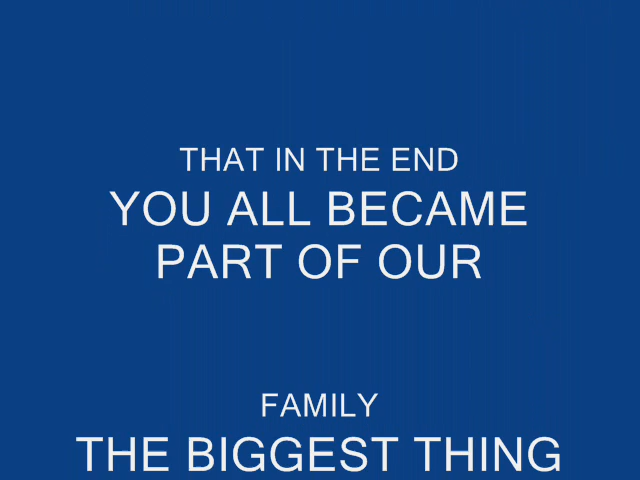 THAT IN THE END
YOU ALL BECAME
PART OF OUR
FAMILY
THE BIGGEST THING